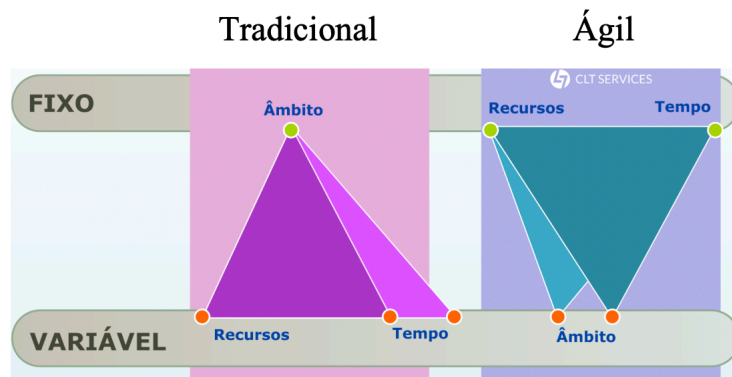 Tradicional
Ágil
CLT SERVICES
FIXO
Âmbito
Recursos
Tempo
VARIÁVEL
Recursos
Tempo
Âmbito